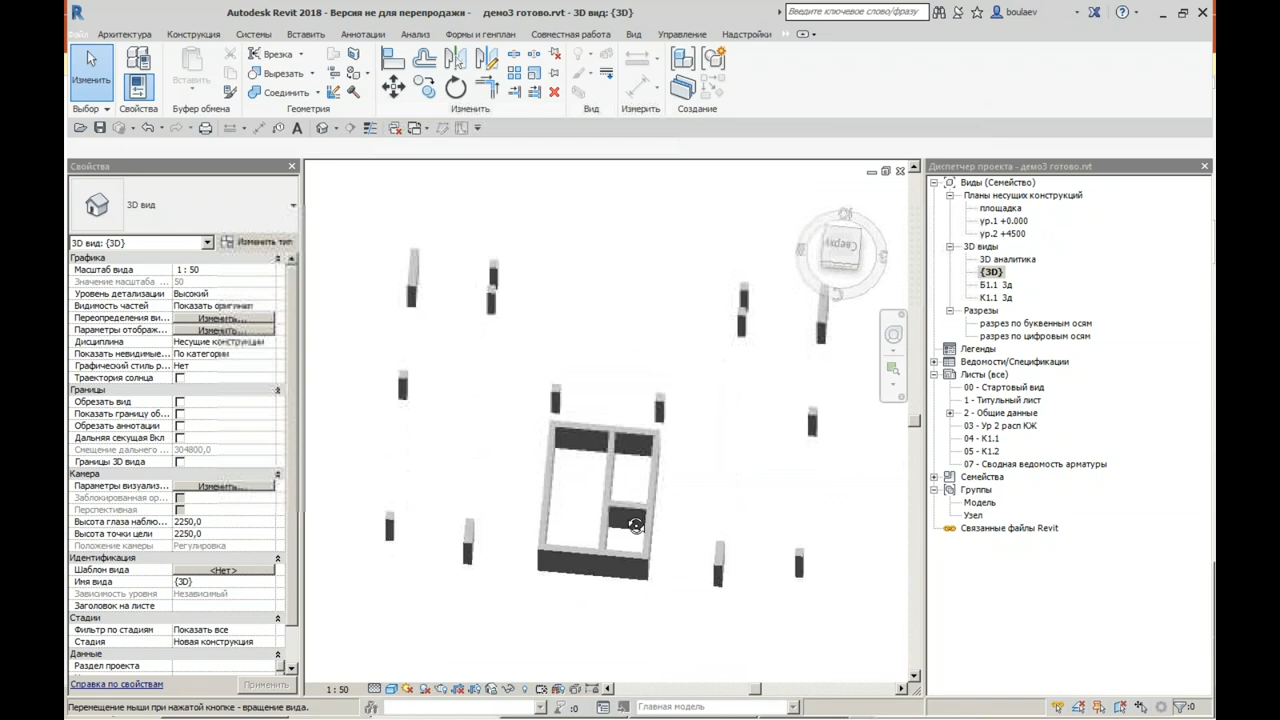 Autodesk Revit 2018 - Версия не для перепродажи - демо3 готово.rvt - 3D вид: {3D}
Введите ключевое слово/фразу
boulaev
Архитектура Конструкция Системы Вставить Аннотации Анализ Формы и генплан Совместная работа Вид Управление Надстройки
Изменить
Вставить
Врезка
Вырезать
Соединить
Выбор Свойства Буфер обмена Геометрия Изменить Вид Измерить Создание
Свойства
3D вид
3D вид: {3D} Изменить тип
Графика
Масштаб вида 1 : 50
Значение масштаба ... 50
Уровень детализации Высокий
Видимость частей Показать оригинал
Переопределения ви... Изменить...
Параметры отображ... Изменить...
Дисциплина Несущие конструкции
Показать невидимые... По категории
Графический стиль р... Нет
Траектория солнца
Границы
Обрезать вид
Показать границу об...
Обрезать аннотации
Дальняя секущая Вкл
Смещение дальнего ... 304800,0
Границы 3D вида
Камера
Параметры визуализ... Изменить...
Заблокированная ор...
Перспективная
Высота глаза наблю... 2250,0
Высота точки цели 2250,0
Положение камеры Регулировка
Идентификация
Шаблон вида <Нет>
Имя вида {3D}
Зависимость уровня Независимый
Заголовок на листе
Стадии
Фильтр по стадиям Показать все
Стадия Новая конструкция
Данные
Раздел проекта
Справка по свойствам Применить
Сверху
1 : 50
Диспетчер проекта - демо3 готово.rvt
Виды (Семейство)
Планы несущих конструкций
площадка
ур.1 +0.000
ур.2 +4500
3D виды
3D аналитика
{3D}
Б1.1 3д
К1.1 3д
Разрезы
разрез по буквенным осям
разрез по цифровым осям
Легенды
Ведомости/Спецификации
Листы (все)
00 - Стартовый вид
1 - Титульный лист
2 - Общие данные
03 - Ур 2 расп КЖ
04 - К1.1
05 - К1.2
07 - Сводная ведомость арматуры
Семейства
Группы
Модель
Узел
Связанные файлы Revit
Перемещение мыши при нажатой кнопке - вращение вида.
:0
Главная модель
:0